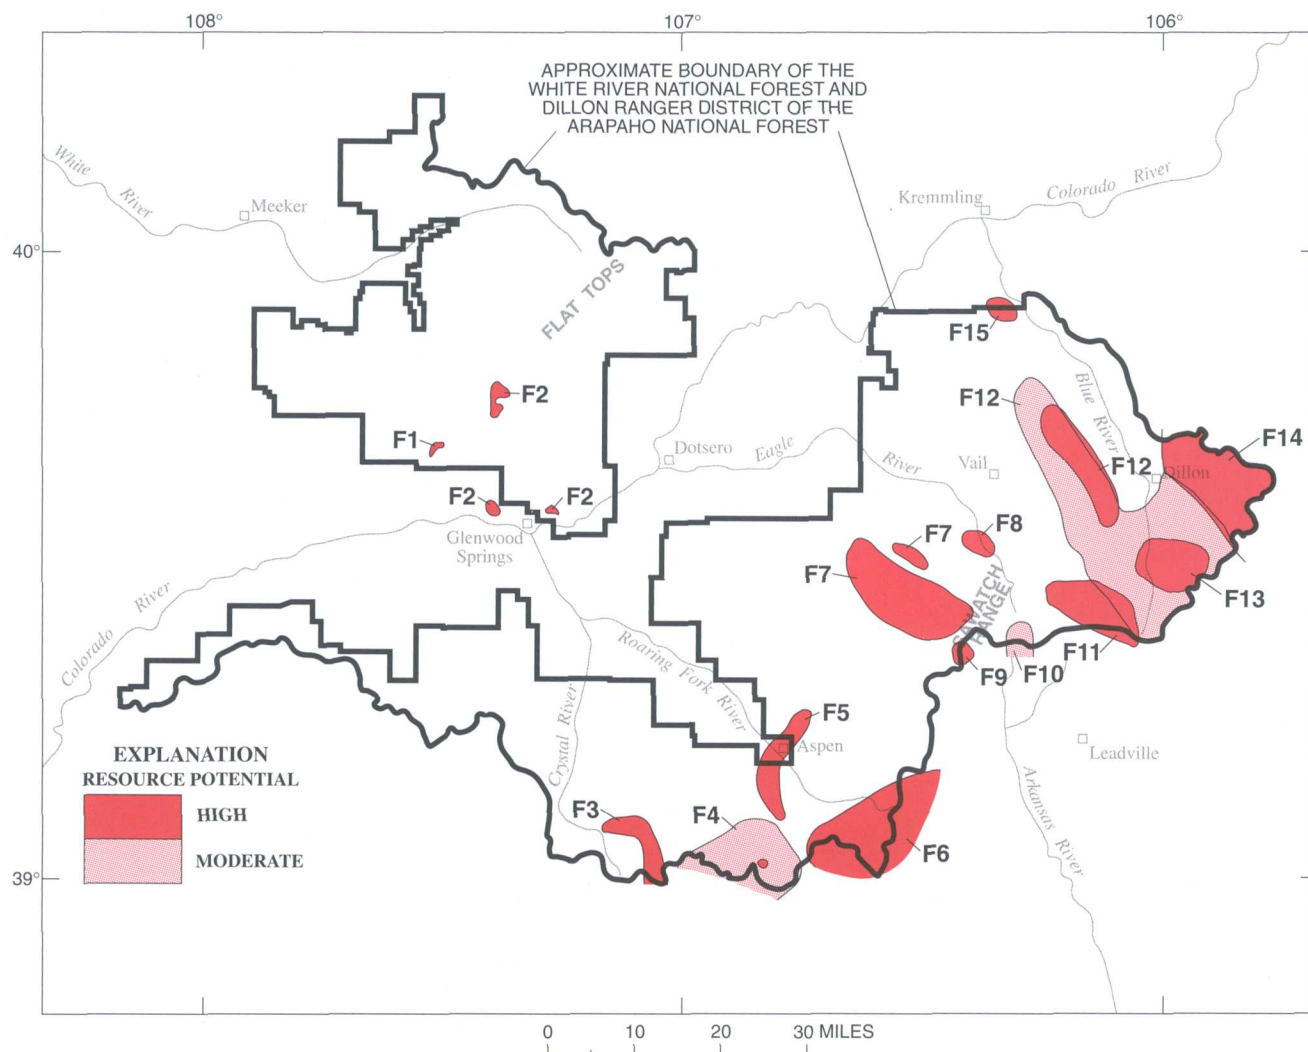 108°
107°
106°
APPROXIMATE BOUNDARY OF THE
WHITE RIVER NATIONAL FOREST AND
DILLON RANGER DISTRICT OF THE
ARAPAHO NATIONAL FOREST
White
River
Meeker
Kremmling
Colorado River
40°
FLAT TOPS
F15
Blue River
F2
F12
F1
Dotsero
Eagle
River
Vail
F12
Dillon
F14
F2
F2
Glenwood
Springs
F7
F8
F7
SAWATCH
RANGE
F13
Colorado River
Roaring Fork River
F9
F10
F11
Crystal River
F5
Aspen
Leadville
EXPLANATION
RESOURCE POTENTIAL
HIGH
MODERATE
F3
F4
F6
Arkansas River
39°
0 10 20 30 MILES